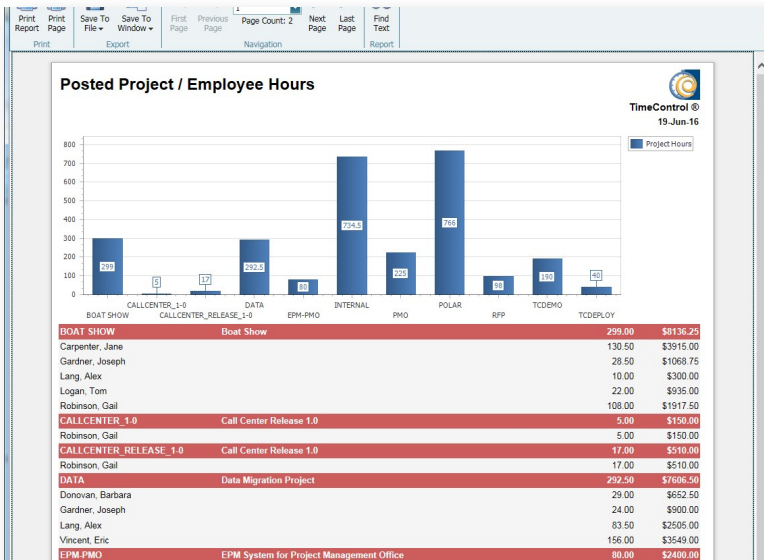 1
Print Report Print Page Save To File Save To Window First Page Previous Page Page Count: 2 Next Page Last Page Find Text
Print Export Navigation Report
Posted Project / Employee Hours
TimeControl ®
19-Jun-16
Project Hours
800
700
600
500
400
300
200
100
0
299 5 17 292.5 80 734.5 225 766 98 190 40
CALLCENTER_1-0 DATA INTERNAL POLAR TCDEMO
BOAT SHOW CALLCENTER_RELEASE_1-0 EPM-PMO PMO RFP TCDEPLOY
BOAT SHOW Boat Show 299.00 $8136.25
Carpenter, Jane 130.50 $3915.00
Gardner, Joseph 28.50 $1068.75
Lang, Alex 10.00 $300.00
Logan, Tom 22.00 $935.00
Robinson, Gail 108.00 $1917.50
CALLCENTER_1-0 Call Center Release 1.0 5.00 $150.00
Robinson, Gail 5.00 $150.00
CALLCENTER_RELEASE_1-0 Call Center Release 1.0 17.00 $510.00
Robinson, Gail 17.00 $510.00
DATA Data Migration Project 292.50 $7606.50
Donovan, Barbara 29.00 $652.50
Gardner, Joseph 24.00 $900.00
Lang, Alex 83.50 $2505.00
Vincent, Eric 156.00 $3549.00
EPM-PMO EPM System for Project Management Office 80.00 $2400.00